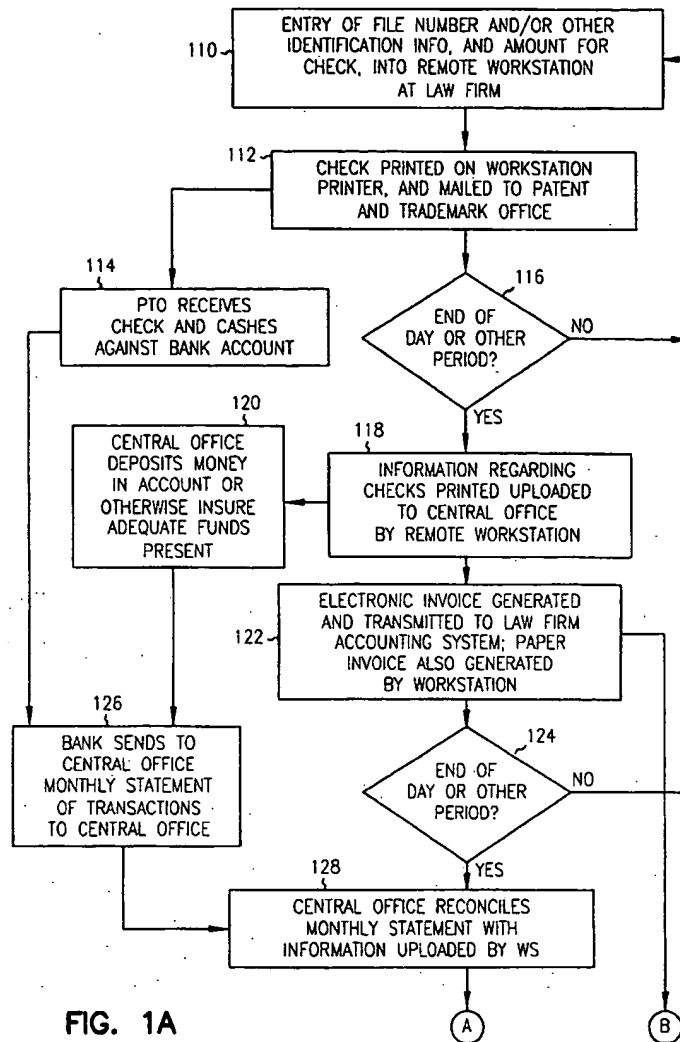 110
ENTRY OF FILE NUMBER AND/OR OTHER
IDENTIFICATION INFO, AND AMOUNT FOR
CHECK, INTO REMOTE WORKSTATION
AT LAW FIRM
112
CHECK PRINTED ON WORKSTATION
PRINTER, AND MAILED TO PATENT
AND TRADEMARK OFFICE
114
PTO RECEIVES
CHECK AND CASHES
AGAINST BANK ACCOUNT
116
END OF
DAY OR OTHER
PERIOD?
NO
YES
118
INFORMATION REGARDING
CHECKS PRINTED UPLOADED
TO CENTRAL OFFICE
BY REMOTE WORKSTATION
120
CENTRAL OFFICE
DEPOSITS MONEY
IN ACCOUNT OR
OTHERWISE INSURE
ADEQUATE FUNDS
PRESENT
122
ELECTRONIC INVOICE GENERATED
AND TRANSMITTED TO LAW FIRM
ACCOUNTING SYSTEM; PAPER
INVOICE ALSO GENERATED
BY WORKSTATION
124
END OF
DAY OR OTHER
PERIOD?
NO
YES
126
BANK SENDS TO
CENTRAL OFFICE
MONTHLY STATEMENT
OF TRANSACTIONS
TO CENTRAL OFFICE
128
CENTRAL OFFICE RECONCILES
MONTHLY STATEMENT WITH
INFORMATION UPLOADED BY WS
A
B
FIG. 1A